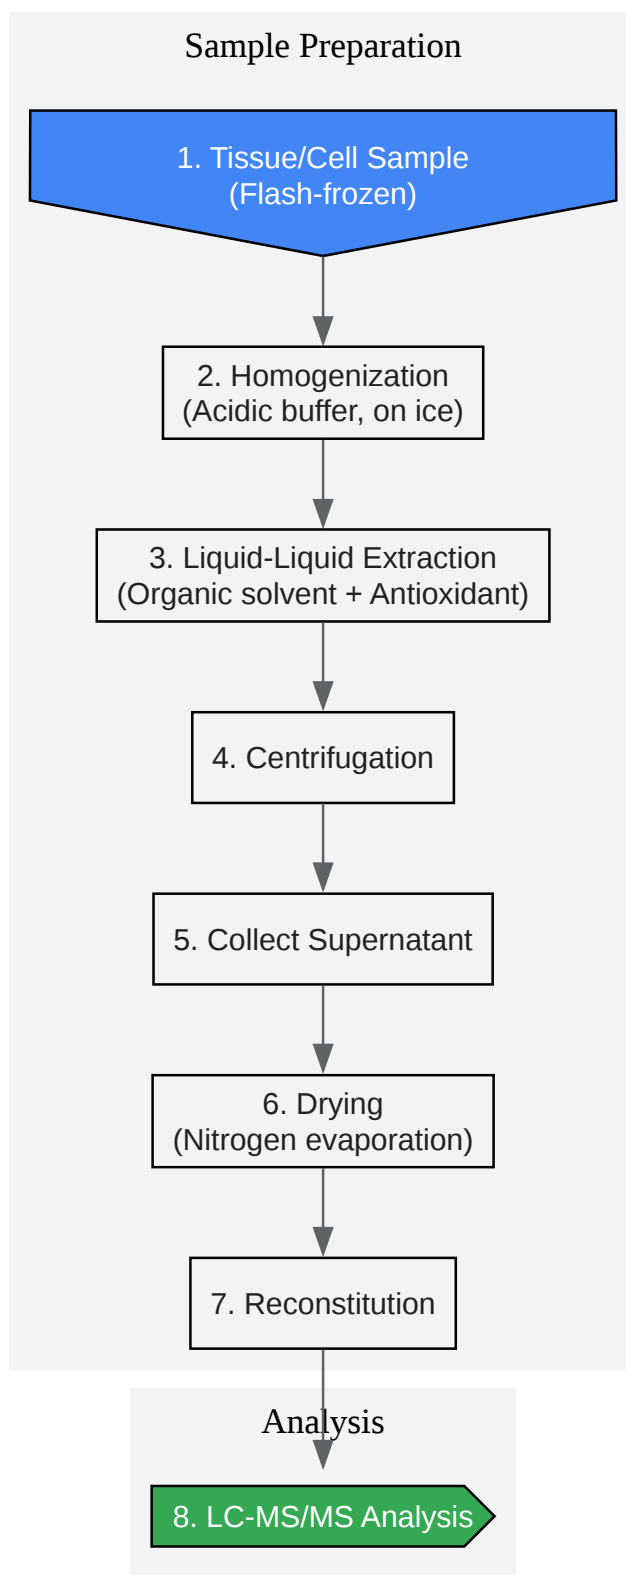 Sample Preparation
1. Tissue/Cell Sample
(Flash-frozen)
2. Homogenization
(Acidic buffer, on ice)
3. Liquid-Liquid Extraction
(Organic solvent + Antioxidant)
4. Centrifugation
5. Collect Supernatant
6. Drying
(Nitrogen evaporation)
7. Reconstitution
Analysis
8. LC-MS/MS Analysis